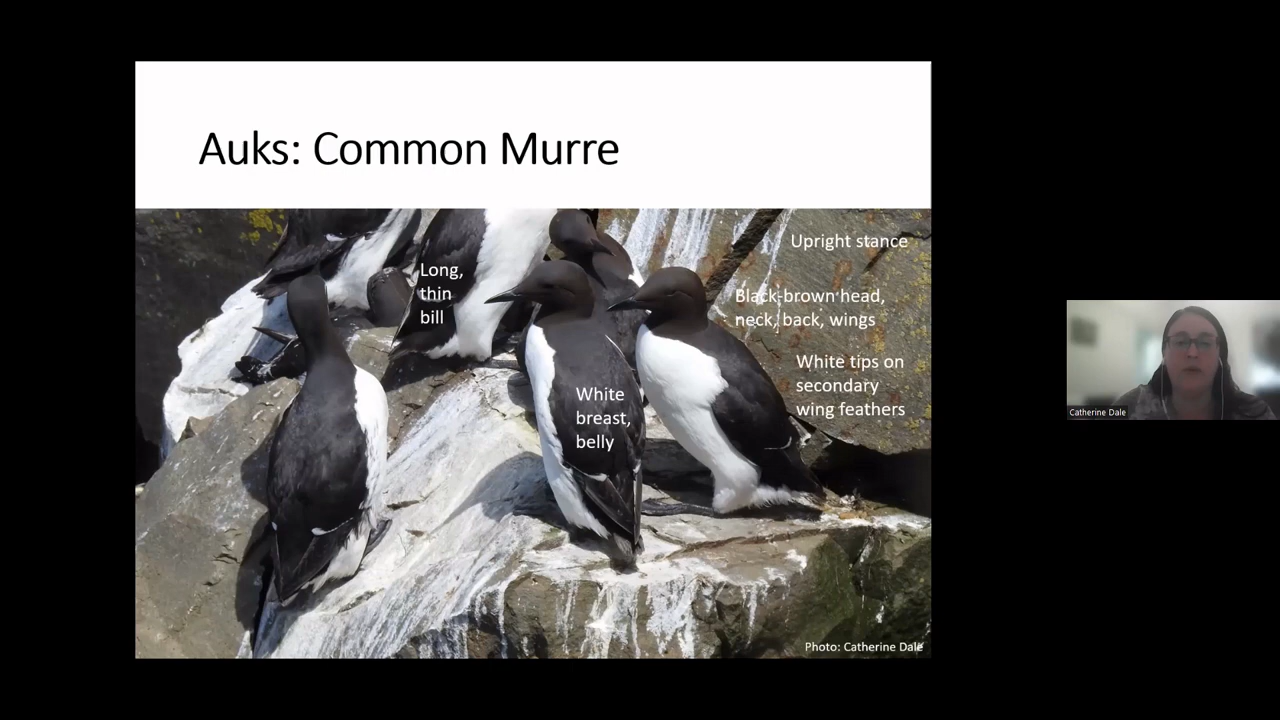 Auks: Common Murre
Upright stance
Long,
thin
bill
Black-brown head,
neck, back, wings
White tips on
secondary
wing feathers
White
breast,
belly
Photo: Catherine Dale
Catherine Dale